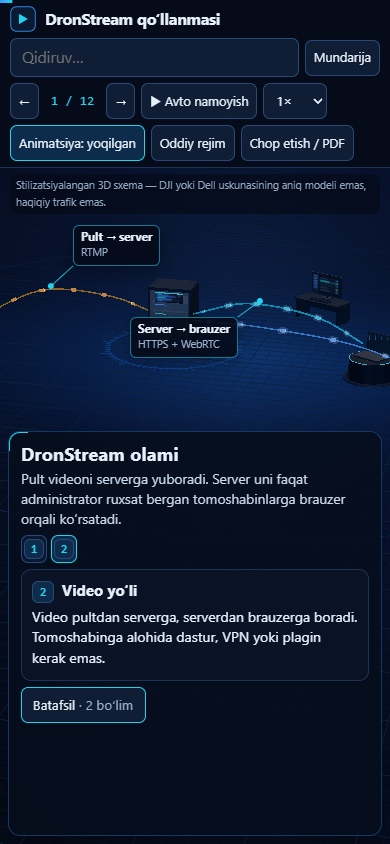 DronStream qo‘llanmasi
Qidiruv...
Mundarija
← 1 / 12 → ▶ Avto namoyish 1×
Animatsiya: yoqilgan
Oddiy rejim
Chop etish / PDF
Stilizatsiyalangan 3D sxema — DJI yoki Dell uskunasining aniq modeli emas,
haqiqiy trafik emas.
Pult → server
RTMP
Server → brauzer
HTTPS + WebRTC
DronStream olami
Pult videoni serverga yuboradi. Server uni faqat
administrator ruxsat bergan tomoshabinlarga brauzer
orqali ko‘rsatadi.
1 2
2 Video yo‘li
Video pultdan serverga, serverdan brauzerga boradi.
Tomoshabinga alohida dastur, VPN yoki plagin
kerak emas.
Batafsil · 2 bo‘lim